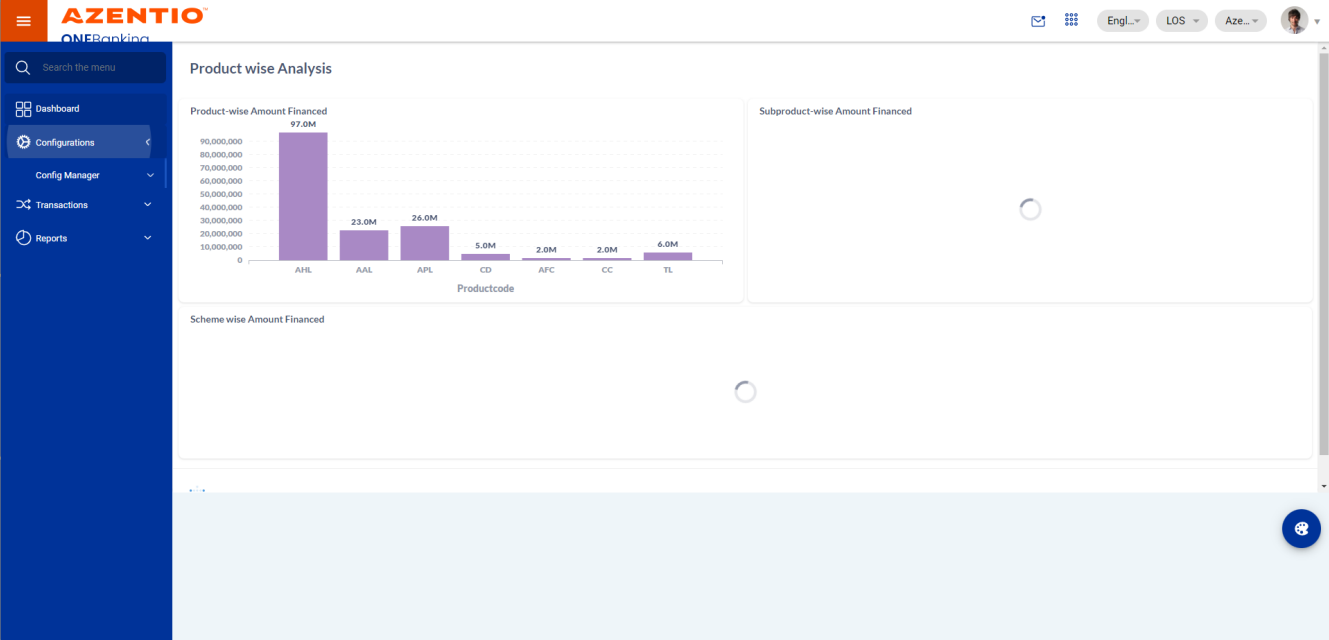 AZENTIO™
ONEBanking
Engl...
LOS
Aze...
Search the menu
Dashboard
Configurations
Config Manager
Transactions
Reports
Product wise Analysis
Product-wise Amount Financed
97.0M
90,000,000
80,000,000
70,000,000
60,000,000
50,000,000
40,000,000
30,000,000
20,000,000
10,000,000
0
23.0M
26.0M
5.0M
2.0M
2.0M
6.0M
AHL
AAL
APL
CD
AFC
CC
TL
Productcode
Subproduct-wise Amount Financed
Scheme wise Amount Financed